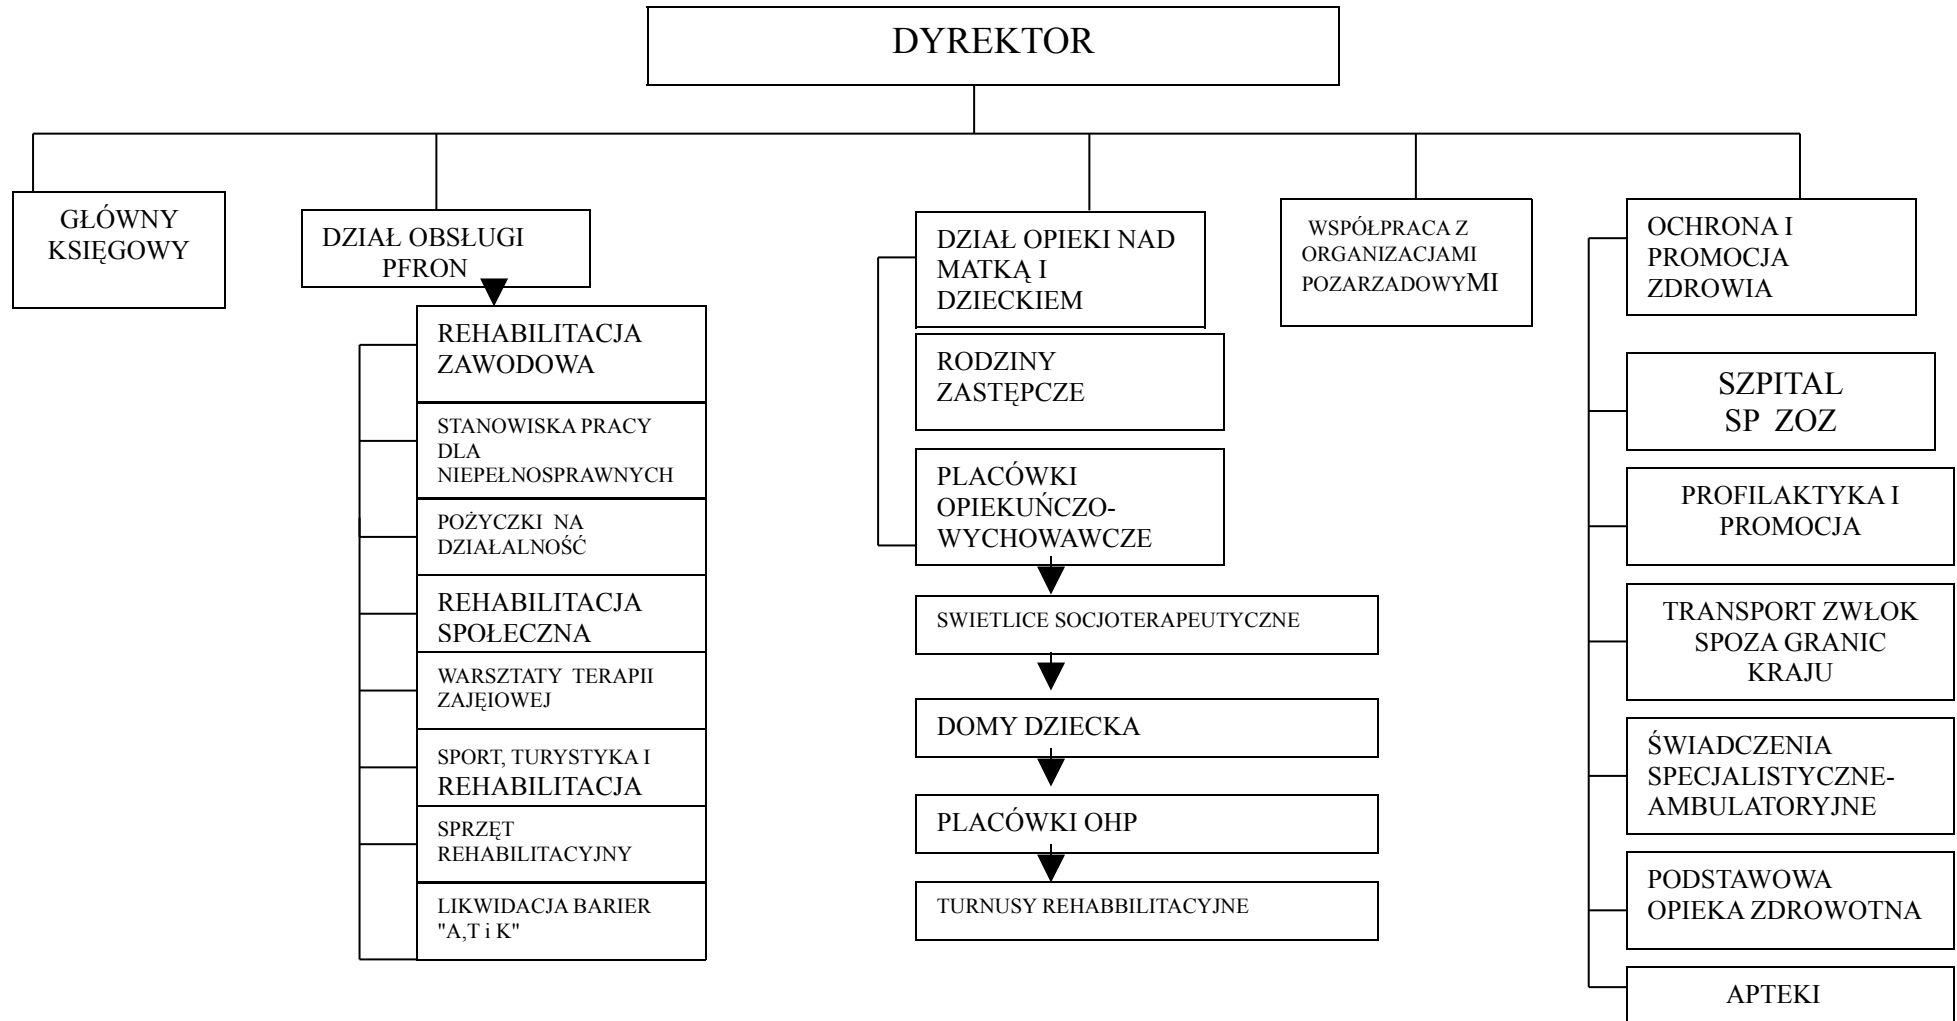 DYREKTOR
GŁÓWNY
KSIĘGOWY
DZIAŁ OBSŁUGI
PFRON
REHABILITACJA
ZAWODOWA
STANOWISKA PRACY
DLA
NIEPEŁNOSPRAWNYCH
POŻYCZKI NA
DZIAŁALNOŚĆ
REHABILITACJA
SPOŁECZNA
WARSZTATY TERAPII
ZAJĘIOWEJ
SPORT, TURYSTYKA I
REHABILITACJA
SPRZĘT
REHABILITACYJNY
LIKWIDACJA BARIER
"A,T i K"
DZIAŁ OPIEKI NAD
MATKĄ I
DZIECKIEM
RODZINY
ZASTĘPCZE
PLACÓWKI
OPIEKUŃCZO-
WYCHOWAWCZE
SWIETLICE SOCJOTERAPEUTYCZNE
DOMY DZIECKA
PLACÓWKI OHP
TURNUSY REHABBILITACYJNE
WSPÓŁPRACA Z
ORGANIZACJAMI
POZARZADOWYMI
OCHRONA I
PROMOCJA
ZDROWIA
SZPITAL
SP ZOZ
PROFILAKTYKA I
PROMOCJA
TRANSPORT ZWŁOK
SPOZA GRANIC
KRAJU
ŚWIADCZENIA
SPECJALISTYCZNE-
AMBULATORYJNE
PODSTAWOWA
OPIEKA ZDROWOTNA
APTEKI